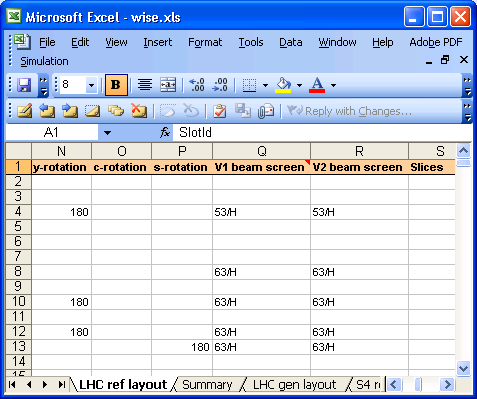 Microsoft Excel - wise.xls
File Edit View Insert Format Tools Data Window Help Adobe PDF
Simulation
8 B
Reply with Changes...
A1 fx SlotId
N O P Q R S
1 y-rotation c-rotation s-rotation V1 beam screen V2 beam screen Slices
2
3
4 180 53/H 53/H
5
6
7
8 63/H 63/H
9
10 180 63/H 63/H
11
12 180 63/H 63/H
13 180 63/H 63/H
14
15
LHC ref layout Summary LHC gen layout S4 r